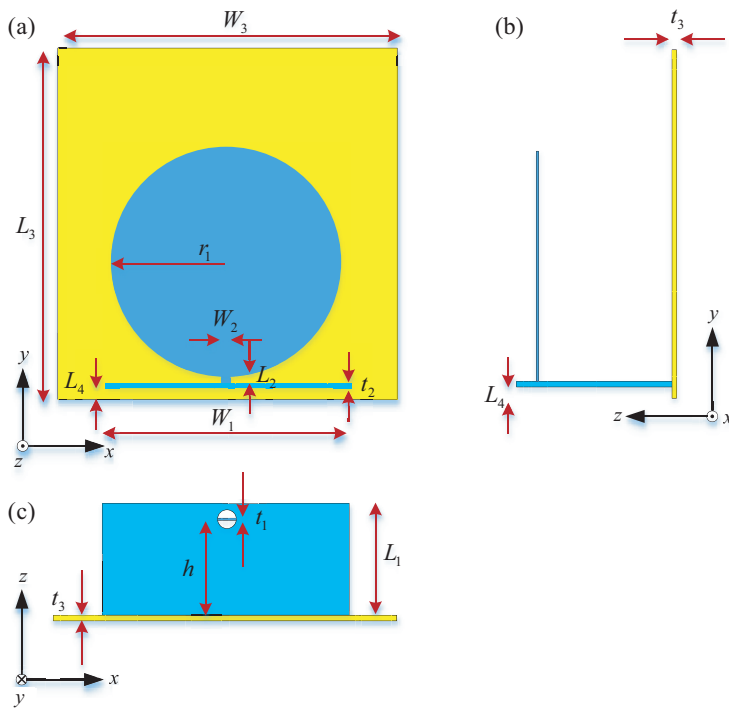 (a)
W₃
L₃
r₁
W₂
L₄
L₂
t₂
W₁
y
z
x
(b)
t₃
y
L₄
z
x
(c)
t₁
h
L₁
z
t₃
x
y